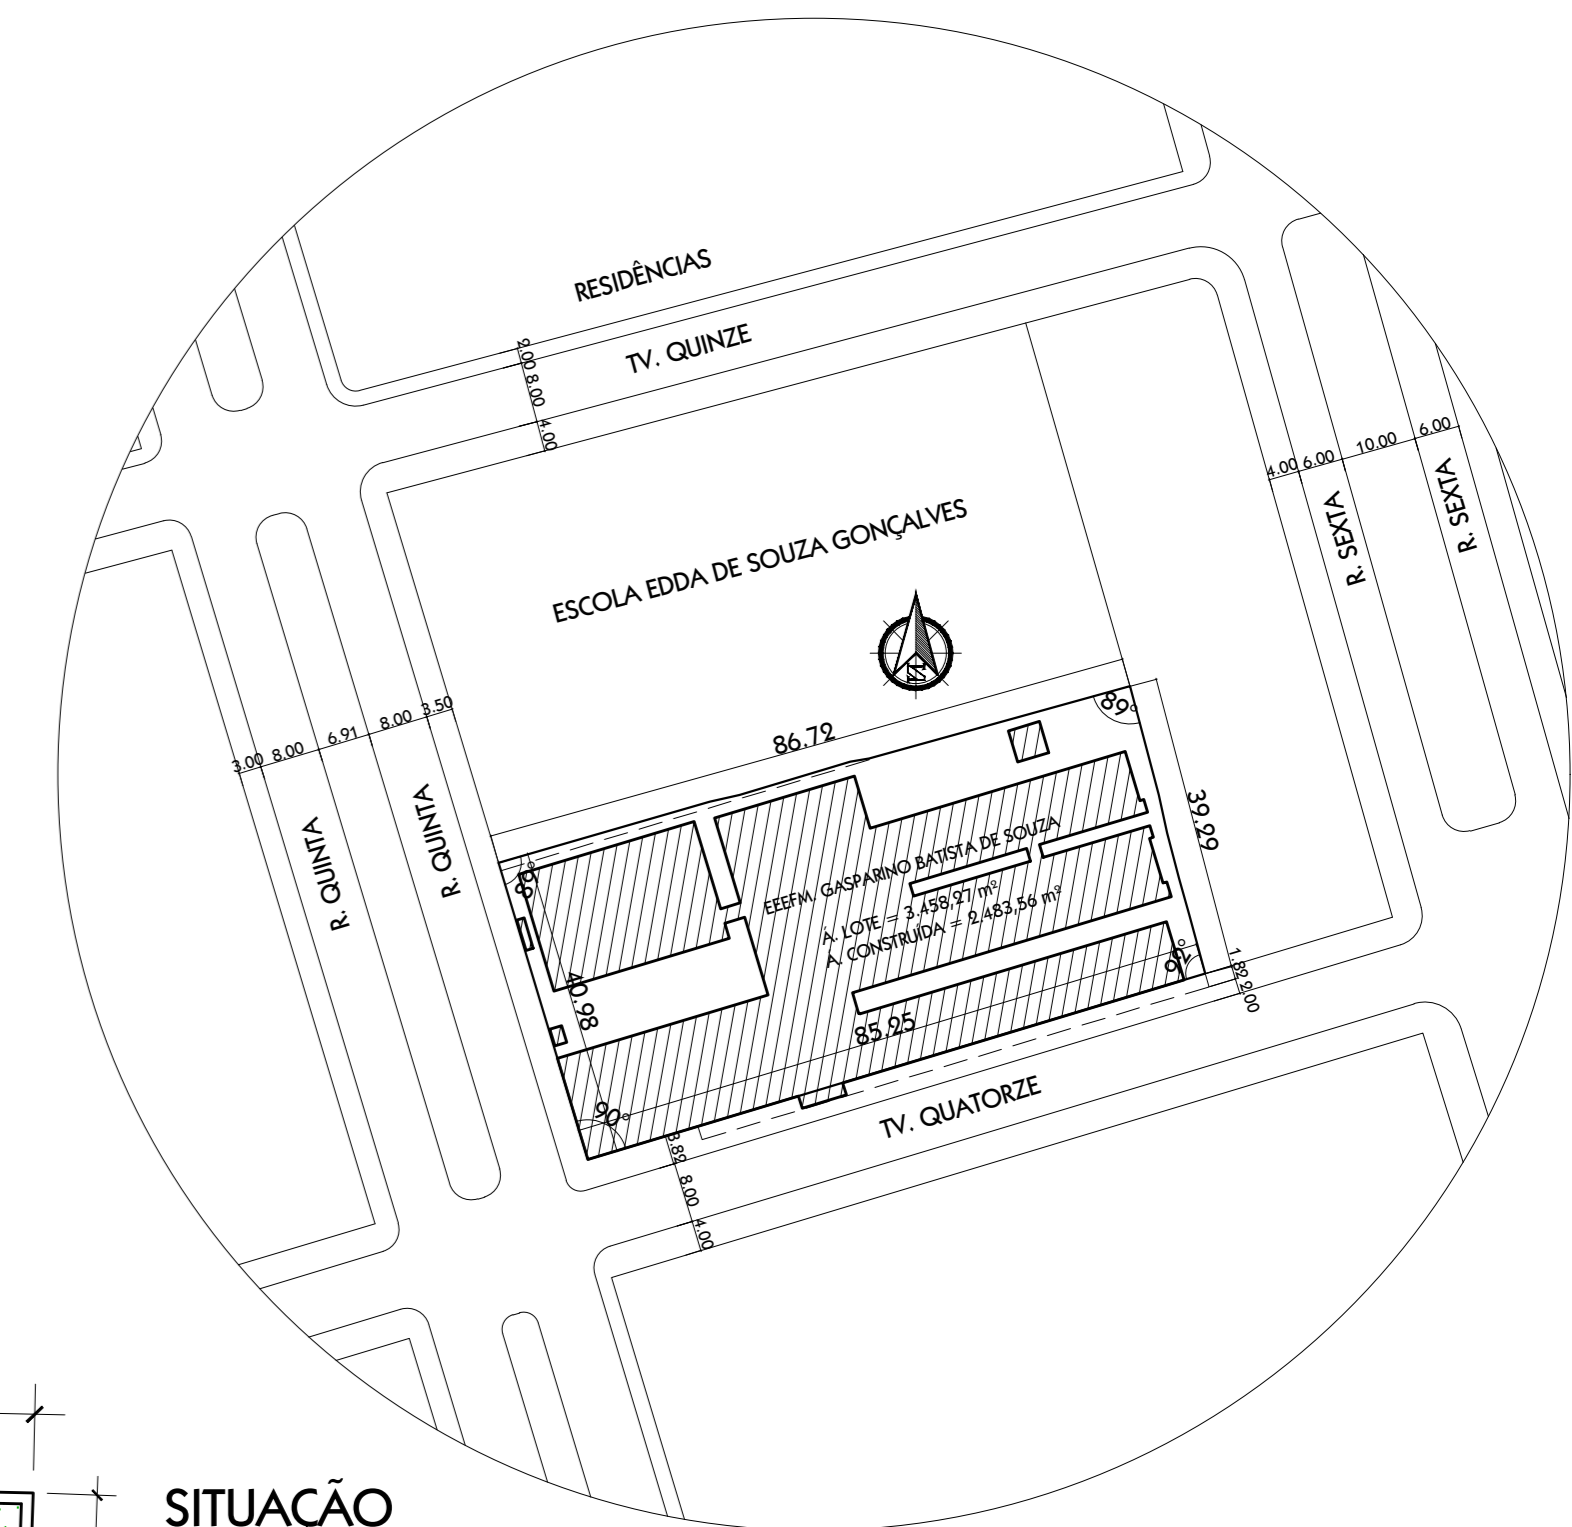 RESIDÊNCIAS
TV. QUINZE
2.00
8.00
4.00
4.00
6.00
10.00
6.00
R. SEXTA
R. SEXTA
ESCOLA EDDA DE SOUZA GONÇALVES
N
3.00
8.00
6.91
8.00
3.50
R. QUINTA
R. QUINTA
86.72
89°
39.29
89°
EEEFM. GASPARINO BATISTA DE SOUZA
Á. LOTE = 3.458,27 m²
A. CONSTRUÍDA = 2.483,56 m²
40.98
85,25
92°
1.82
2.00
90°
TV. QUATORZE
3.82
8.00
4.00
SITUAÇÃO